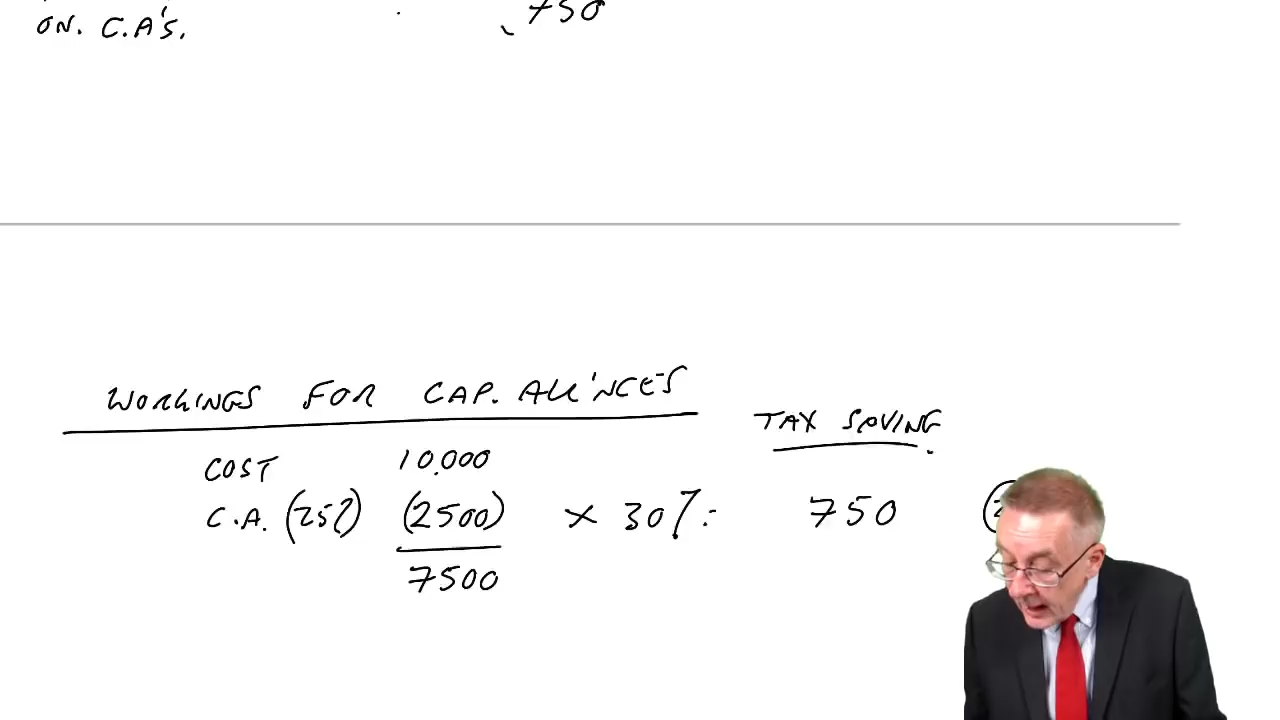 ON. C.A'S. 750
WORKINGS FOR CAP. ALL'NCES
TAX SAVING
COST 10,000
C.A. (25%) (2500) × 30% = 750
7500